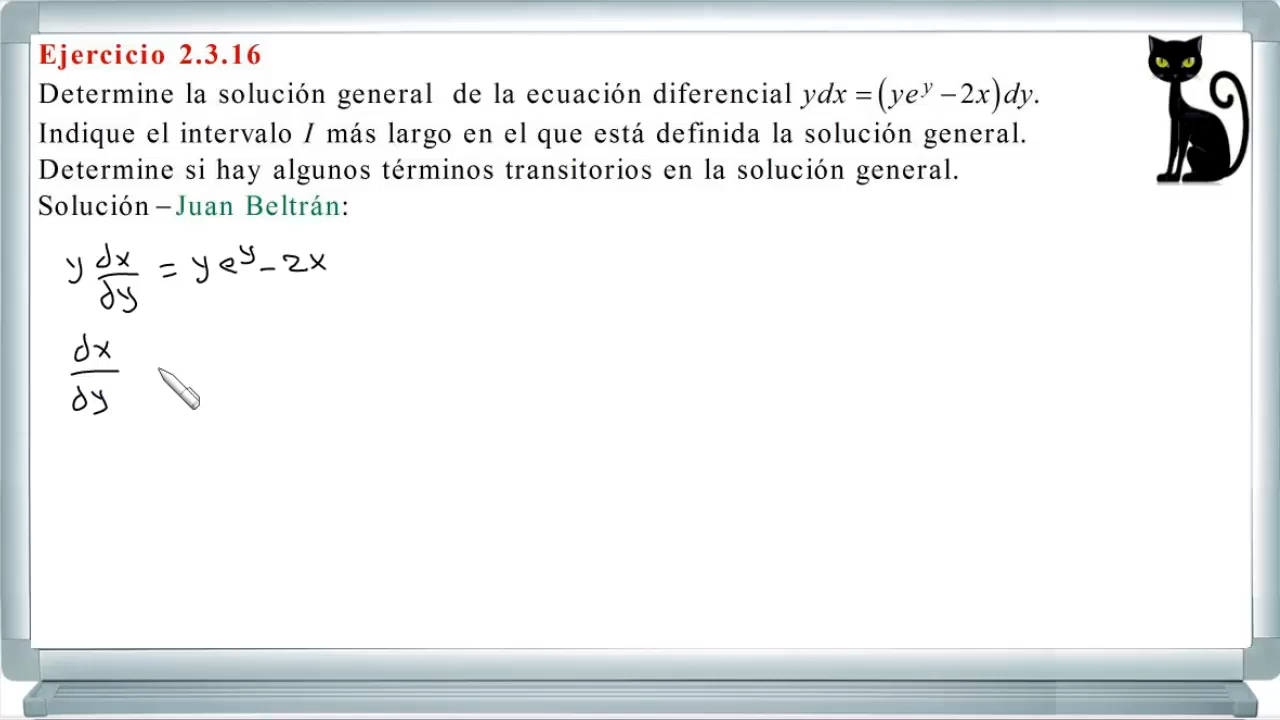 Ejercicio 2.3.16
Determine la solución general de la ecuación diferencial ydx = (ye^y − 2x)dy.
Indique el intervalo I más largo en el que está definida la solución general.
Determine si hay algunos términos transitorios en la solución general.
Solución – Juan Beltrán:
y dx/dy = ye^y − 2x
dx/dy